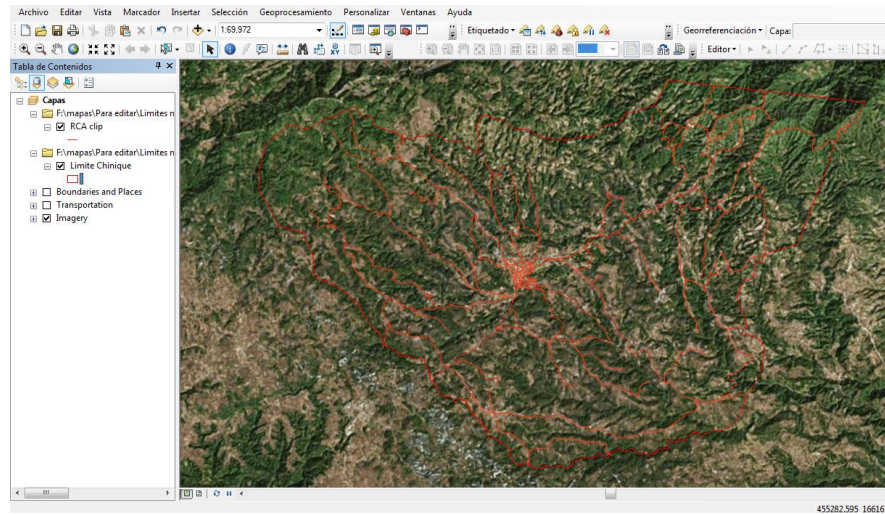 Archivo Editar Vista Marcador Insertar Selección Geoprocesamiento Personalizar Ventanas Ayuda
1:69,972
Etiquetado
Georreferenciación
Capa:
Editor
Tabla de Contenidos
Capas
F:\mapas\Para editar\Limites n
RCA clip
F:\mapas\Para editar\Limites n
Limite Chinique
Boundaries and Places
Transportation
Imagery
455282.595 16616